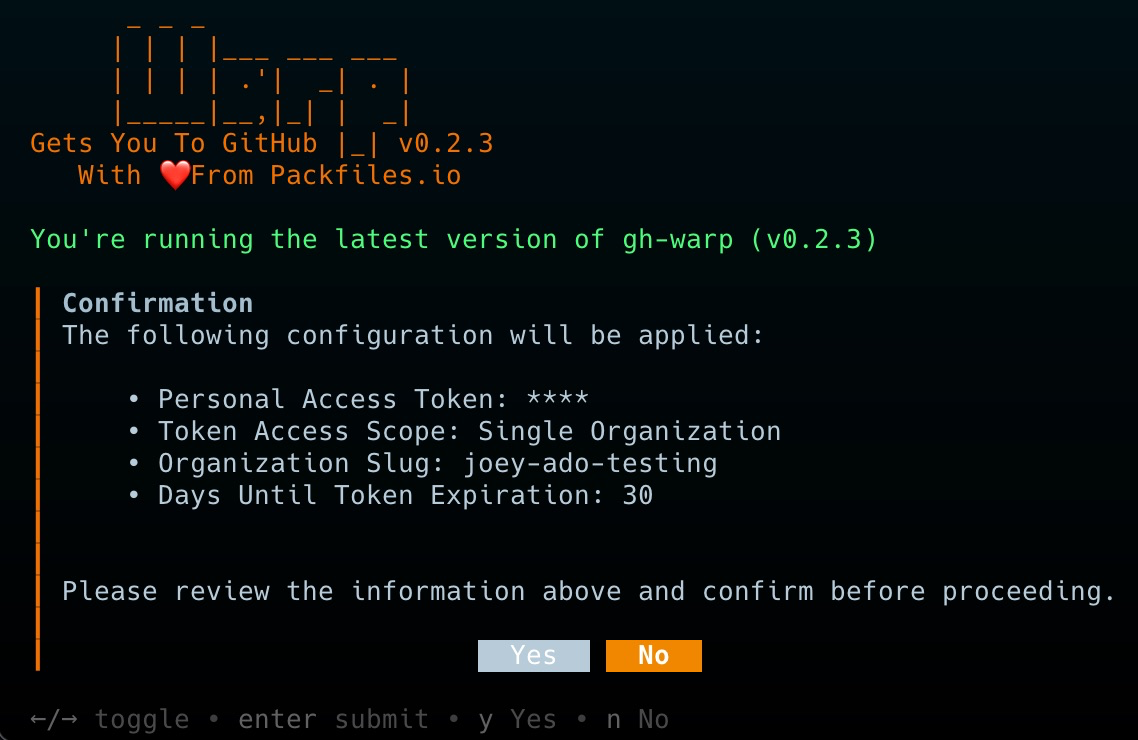 _ _ _
| | | |___ ___ ___
| | | | .'|  _| . |
|_____|__,|_| |  _|
Gets You To GitHub |_| v0.2.3
With ❤️From Packfiles.io
You're running the latest version of gh-warp (v0.2.3)
Confirmation
The following configuration will be applied:
• Personal Access Token: ****
• Token Access Scope: Single Organization
• Organization Slug: joey-ado-testing
• Days Until Token Expiration: 30
Please review the information above and confirm before proceeding.
Yes No
←/→ toggle • enter submit • y Yes • n No